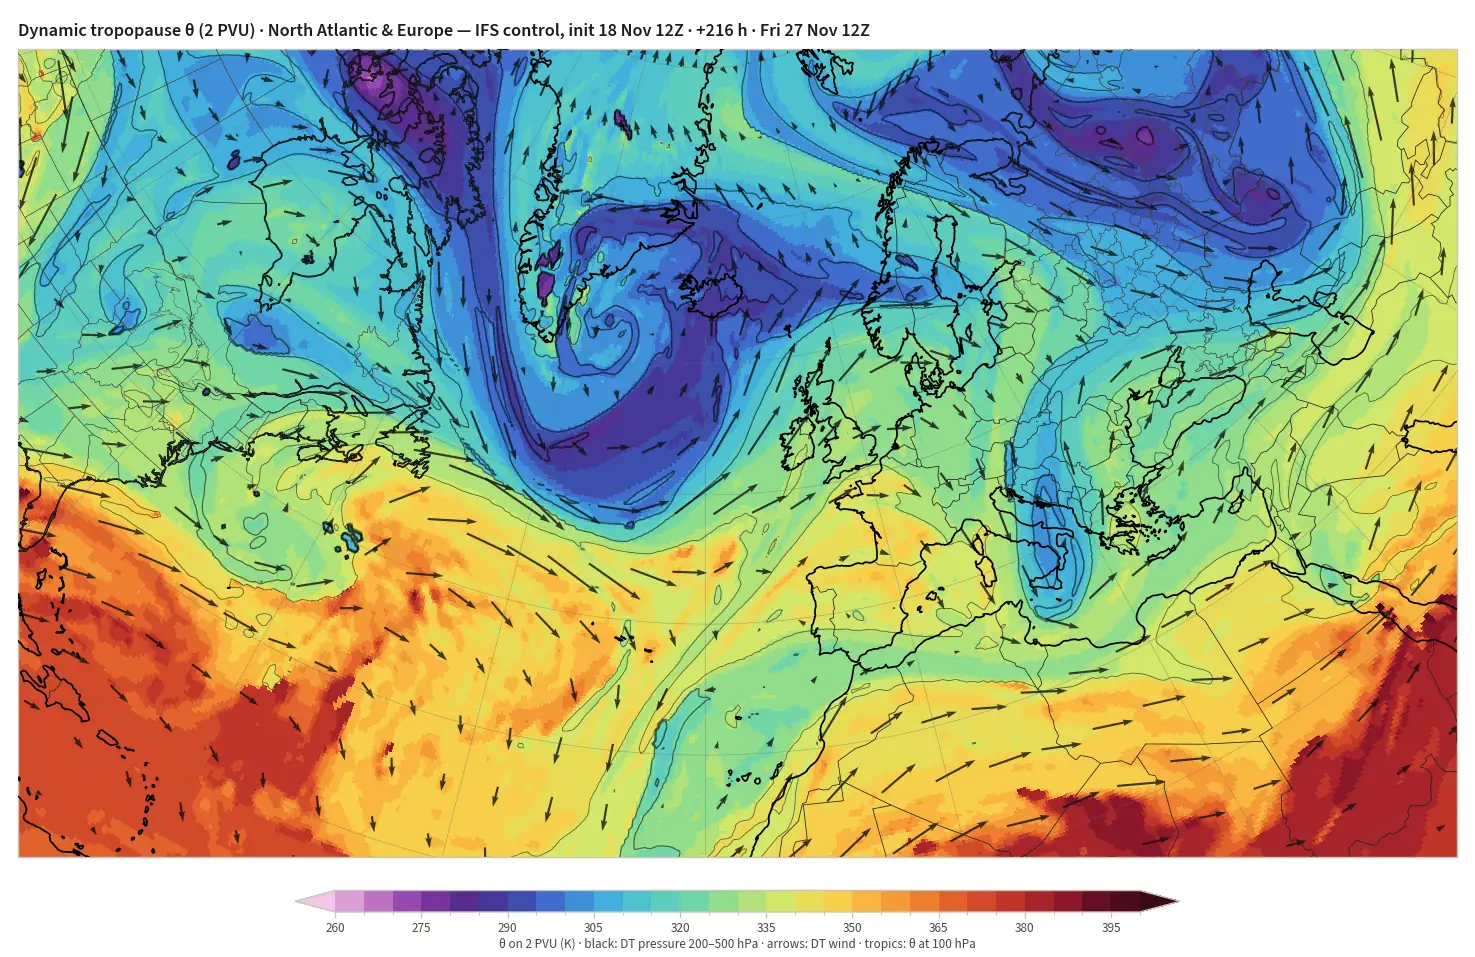 Dynamic tropopause θ (2 PVU) · North Atlantic & Europe — IFS control, init 18 Nov 12Z · +216 h · Fri 27 Nov 12Z
260 275 290 305 320 335 350 365 380 395
θ on 2 PVU (K) · black: DT pressure 200–500 hPa · arrows: DT wind · tropics: θ at 100 hPa